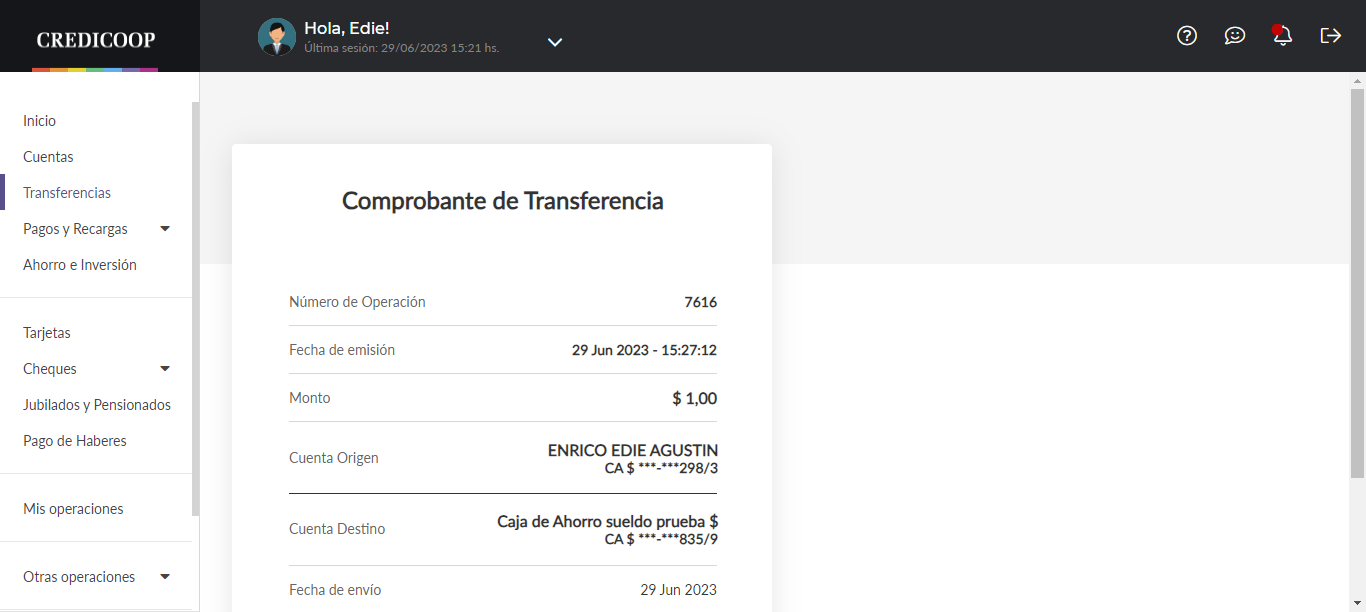 CREDICOOP
Hola, Edie!
Última sesión: 29/06/2023 15:21 hs.
Inicio
Cuentas
Transferencias
Pagos y Recargas
Ahorro e Inversión
Tarjetas
Cheques
Jubilados y Pensionados
Pago de Haberes
Mis operaciones
Otras operaciones
Comprobante de Transferencia
Número de Operación 7616
Fecha de emisión 29 Jun 2023 - 15:27:12
Monto $ 1,00
Cuenta Origen ENRICO EDIE AGUSTIN
CA $ ***-***298/3
Cuenta Destino Caja de Ahorro sueldo prueba $
CA $ ***-***835/9
Fecha de envío 29 Jun 2023